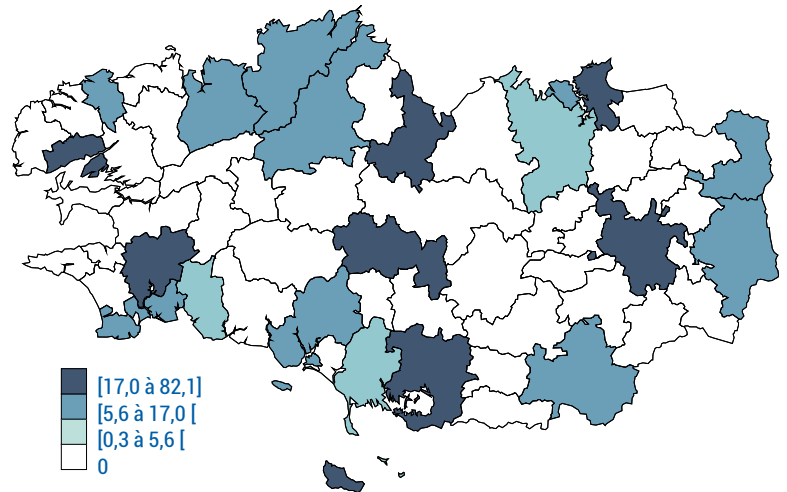 [17,0 à 82,1]
[5,6 à 17,0 [
[0,3 à 5,6 [
0